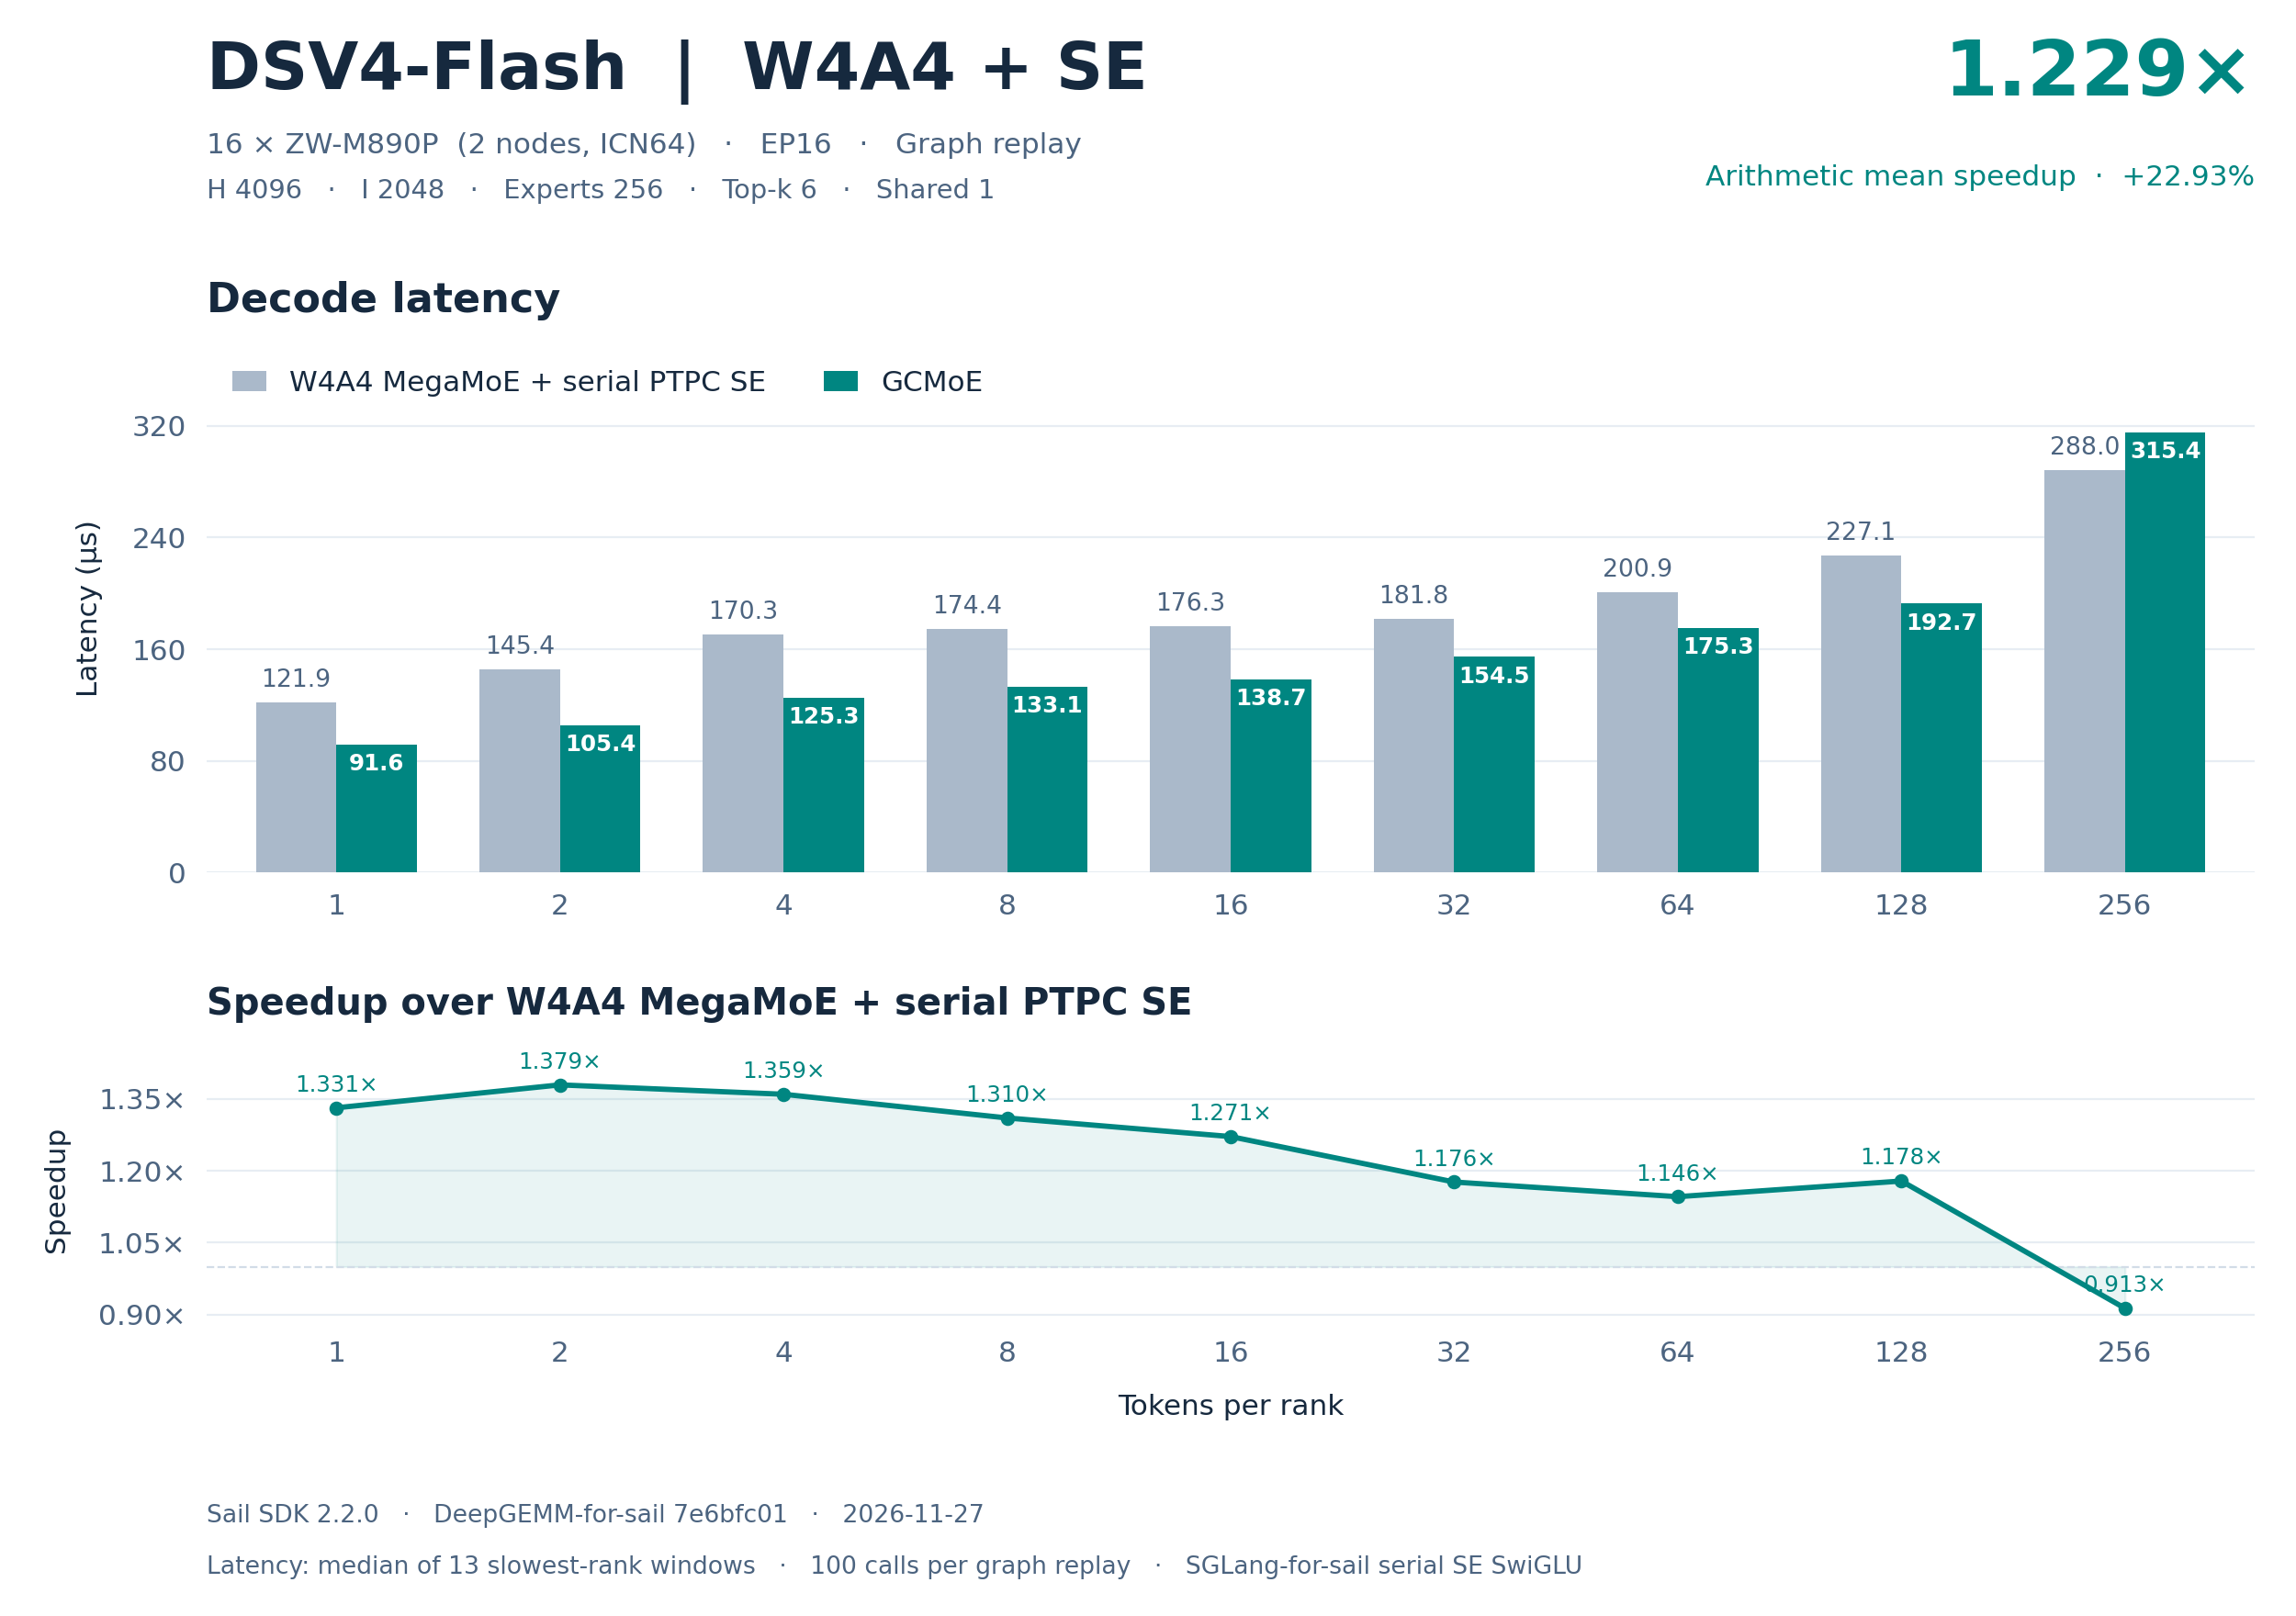 DSV4-Flash | W4A4 + SE
1.229×
16 × ZW-M890P (2 nodes, ICN64) · EP16 · Graph replay
H 4096 · I 2048 · Experts 256 · Top-k 6 · Shared 1
Arithmetic mean speedup · +22.93%
Decode latency
W4A4 MegaMoE + serial PTPC SE
GCMoE
Latency (µs)
320
240
160
80
0
121.9
91.6
145.4
105.4
170.3
125.3
174.4
133.1
176.3
138.7
181.8
154.5
200.9
175.3
227.1
192.7
288.0
315.4
1 2 4 8 16 32 64 128 256
Speedup over W4A4 MegaMoE + serial PTPC SE
Speedup
1.35×
1.20×
1.05×
0.90×
1.331×
1.379×
1.359×
1.310×
1.271×
1.176×
1.146×
1.178×
0.913×
1 2 4 8 16 32 64 128 256
Tokens per rank
Sail SDK 2.2.0 · DeepGEMM-for-sail 7e6bfc01 · 2026-11-27
Latency: median of 13 slowest-rank windows · 100 calls per graph replay · SGLang-for-sail serial SE SwiGLU